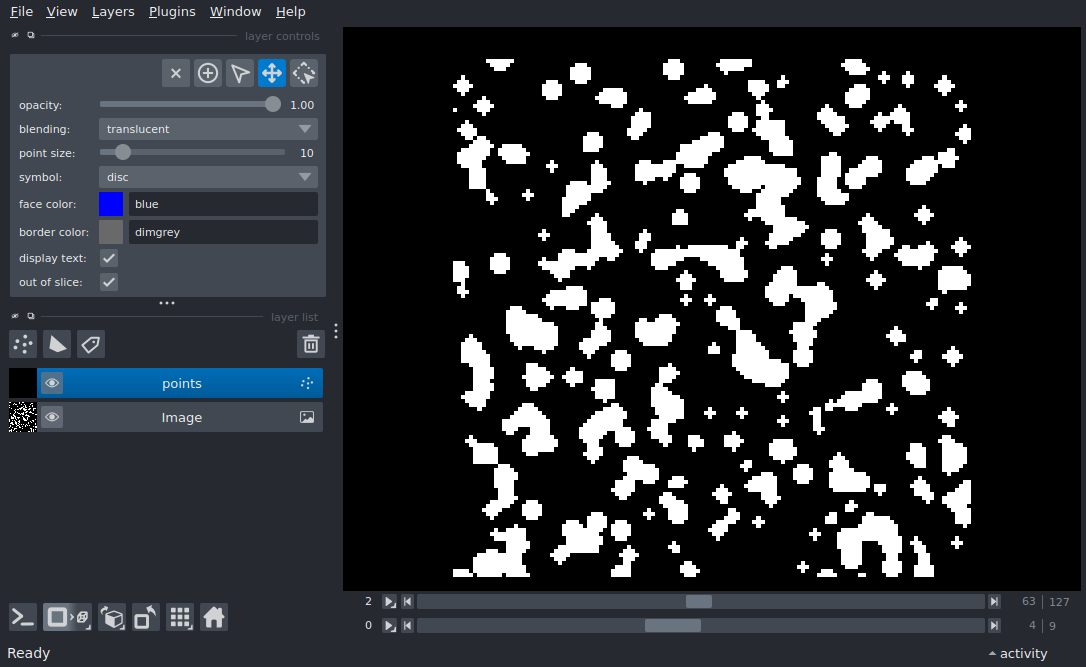 File View Layers Plugins Window Help
layer controls
opacity: 1.00
blending: translucent
point size: 10
symbol: disc
face color: blue
border color: dimgrey
display text:
out of slice:
layer list
points
Image
2 63 127
0 4 9
Ready activity